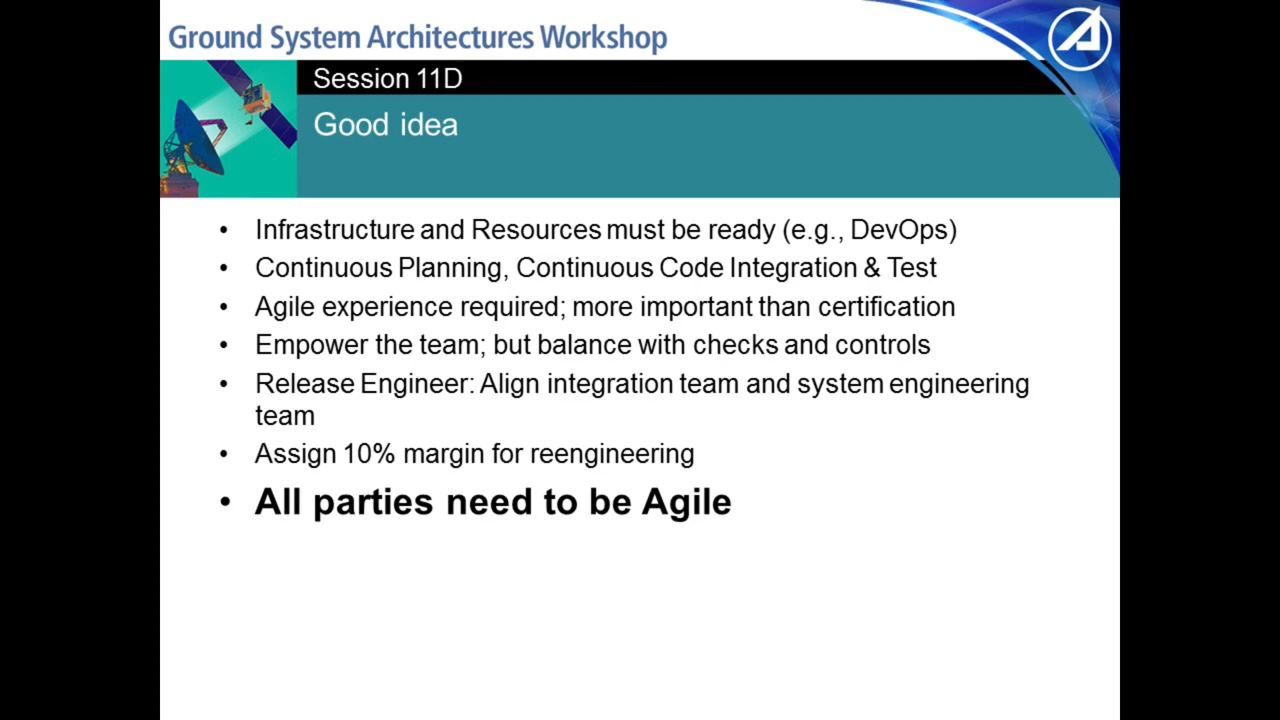 Ground System Architectures Workshop
Session 11D
Good idea
• Infrastructure and Resources must be ready (e.g., DevOps)
• Continuous Planning, Continuous Code Integration & Test
• Agile experience required; more important than certification
• Empower the team; but balance with checks and controls
• Release Engineer: Align integration team and system engineering
team
• Assign 10% margin for reengineering
• All parties need to be Agile